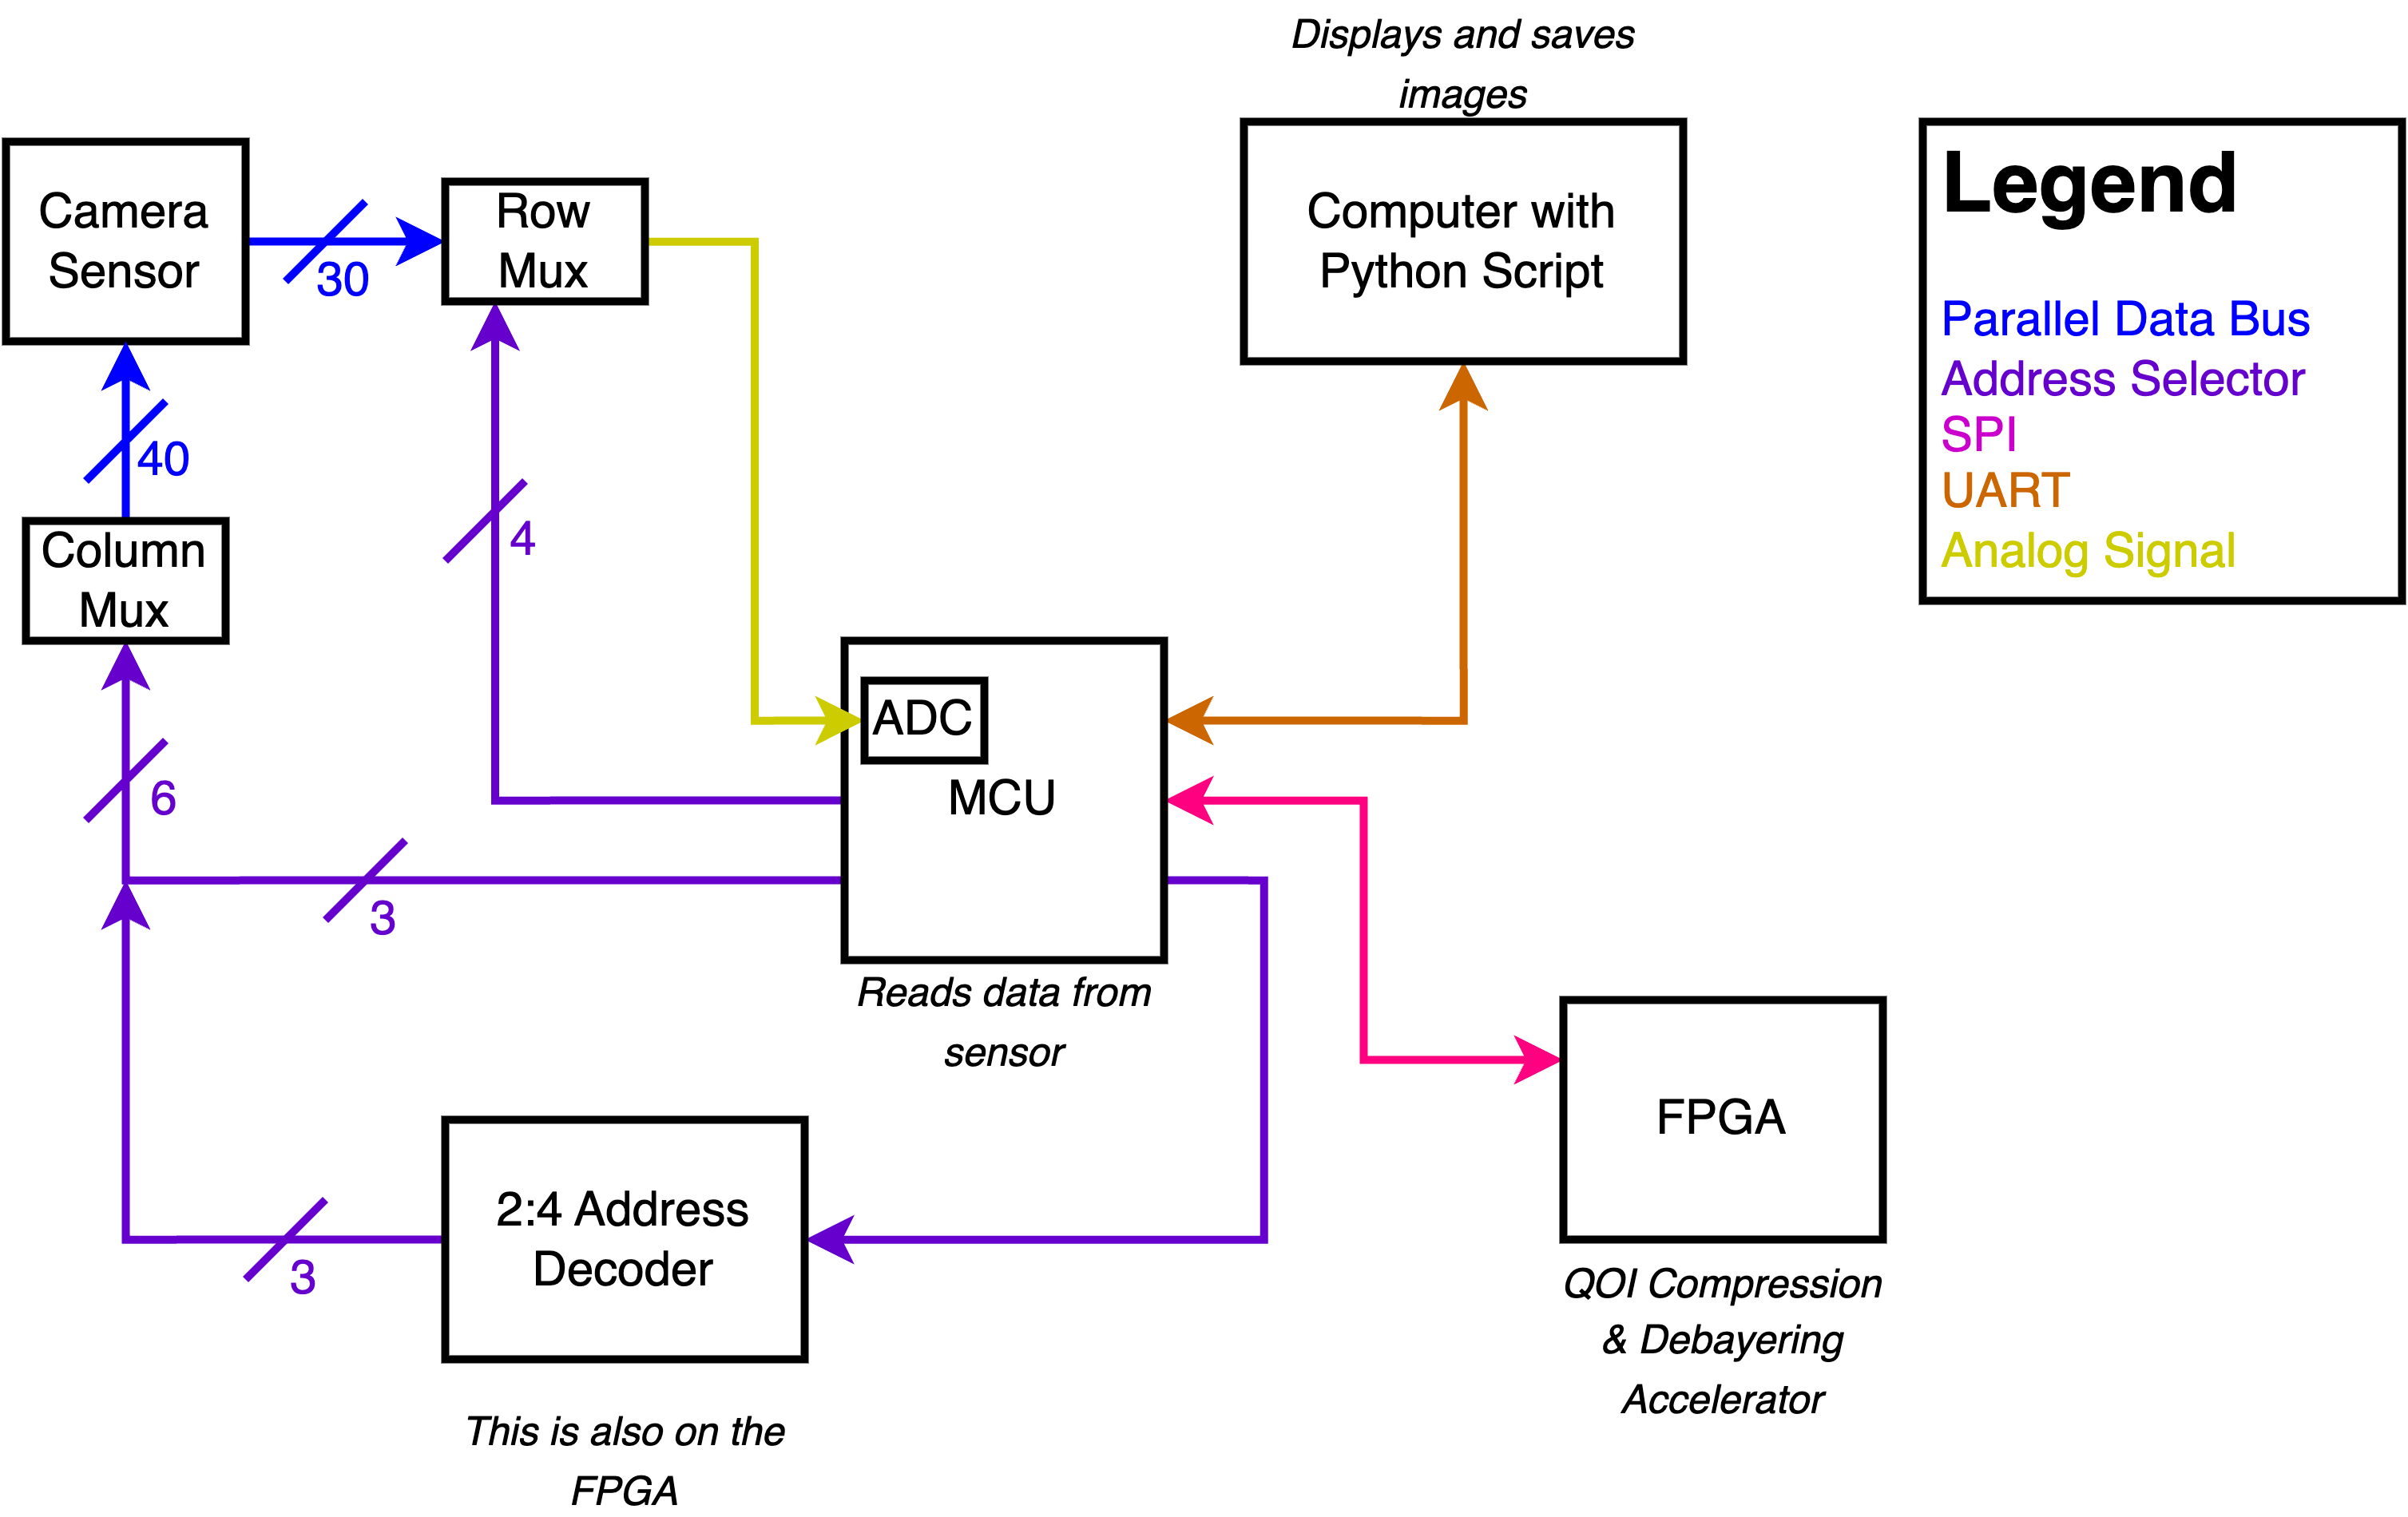 Displays and saves
images
Camera
Sensor
30
Row
Mux
Computer with
Python Script
Legend
Parallel Data Bus
Address Selector
SPI
UART
Analog Signal
40
Column
Mux
4
ADC
MCU
6
3
Reads data from
sensor
FPGA
QOI Compression
& Debayering
Accelerator
2:4 Address
Decoder
3
This is also on the
FPGA